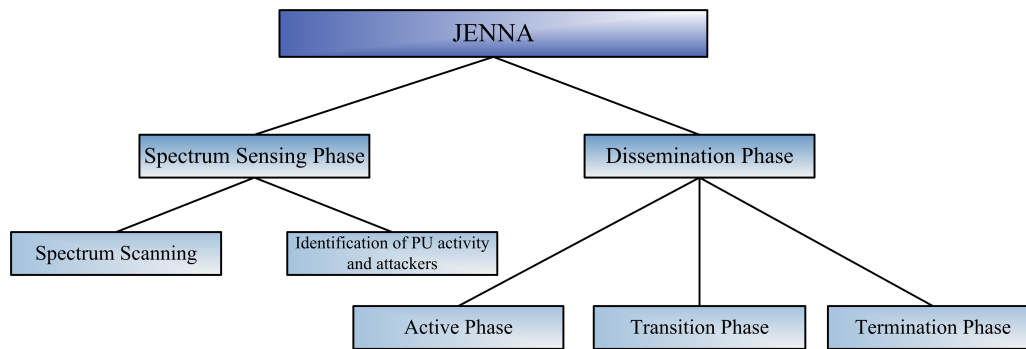 JENNA
Spectrum Sensing Phase
Dissemination Phase
Spectrum Scanning
Identification of PU activity
and attackers
Active Phase
Transition Phase
Termination Phase